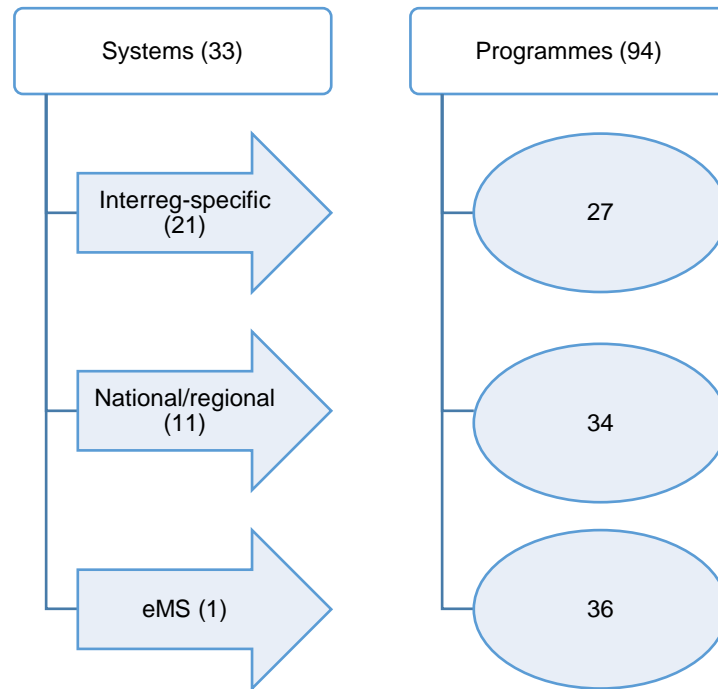 Systems (33)
Programmes (94)
Interreg-specific
(21)
27
National/regional
(11)
34
eMS (1)
36